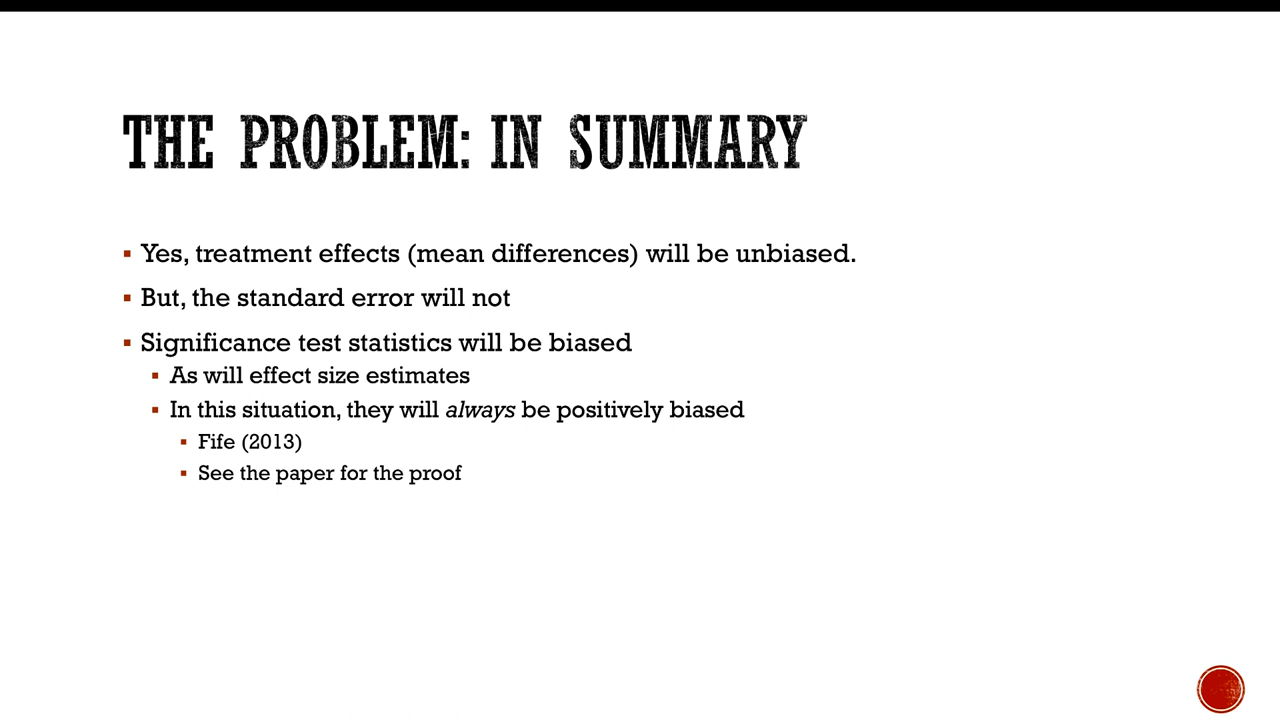 THE PROBLEM: IN SUMMARY
▪ Yes, treatment effects (mean differences) will be unbiased.
▪ But, the standard error will not
▪ Significance test statistics will be biased
▪ As will effect size estimates
▪ In this situation, they will always be positively biased
▪ Fife (2013)
▪ See the paper for the proof